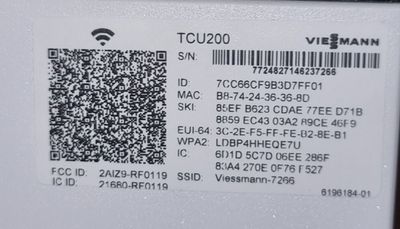 TCU200
VIESMANN
S/N:
7724827146237266
ID: 7CC66CF9B3D7FF01
MAC: B8-74-24-36-36-8D
SKI: 85EF B623 CDAE 77EE D71B
8859 EC43 03A2 89CE 46F9
EUI-64: 3C-2E-F5-FF-FE-B2-8E-B1
WPA2: LDBP4HHEQE7U
IC: 6D1D 5C7D 06EE 286F
83A4 270E 0F76 F527
FCC ID: 2AIZ9-RF0119
IC ID: 21680-RF0119
SSID: Viessmann-7266
6196184-01